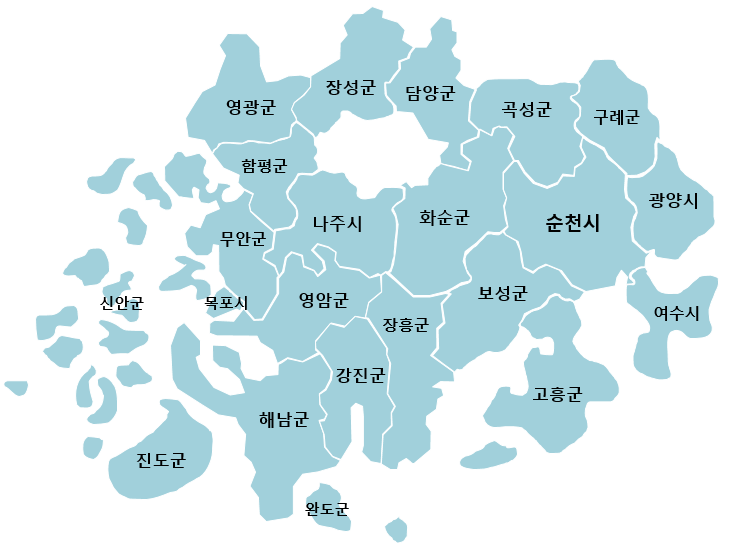 장성군
담양군
영광군
곡성군
구례군
함평군
광양시
나주시
화순군
순천시
무안군
신안군
목포시
영암군
보성군
장흥군
여수시
강진군
고흥군
해남군
진도군
완도군